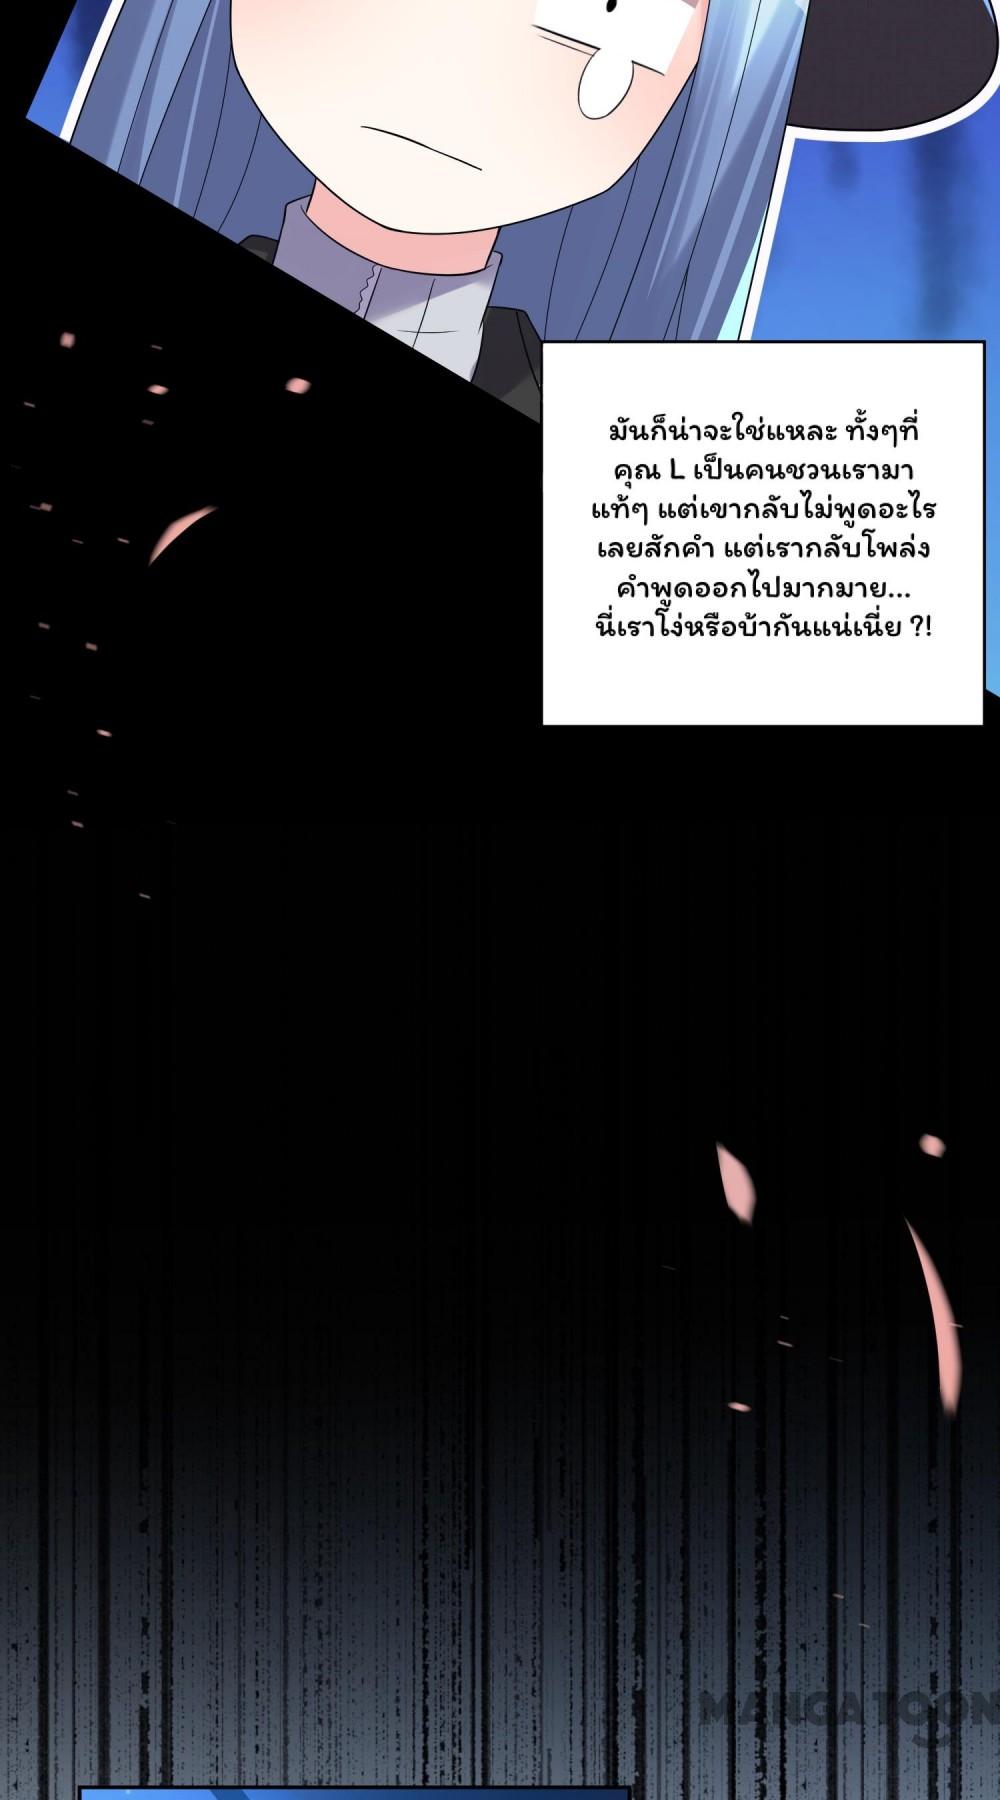 มันก็น่าจะใช่แหละ ทั้งๆที่
คุณ L เป็นคนชวนเรามา
แท้ๆ แต่เขากลับไม่พูดอะไร
เลยสักคำ แต่เรากลับโพล่ง
คำพูดออกไปมากมาย...
นี่เราโง่หรือบ้ากันแน่เนี่ย ?!
MANGATOON